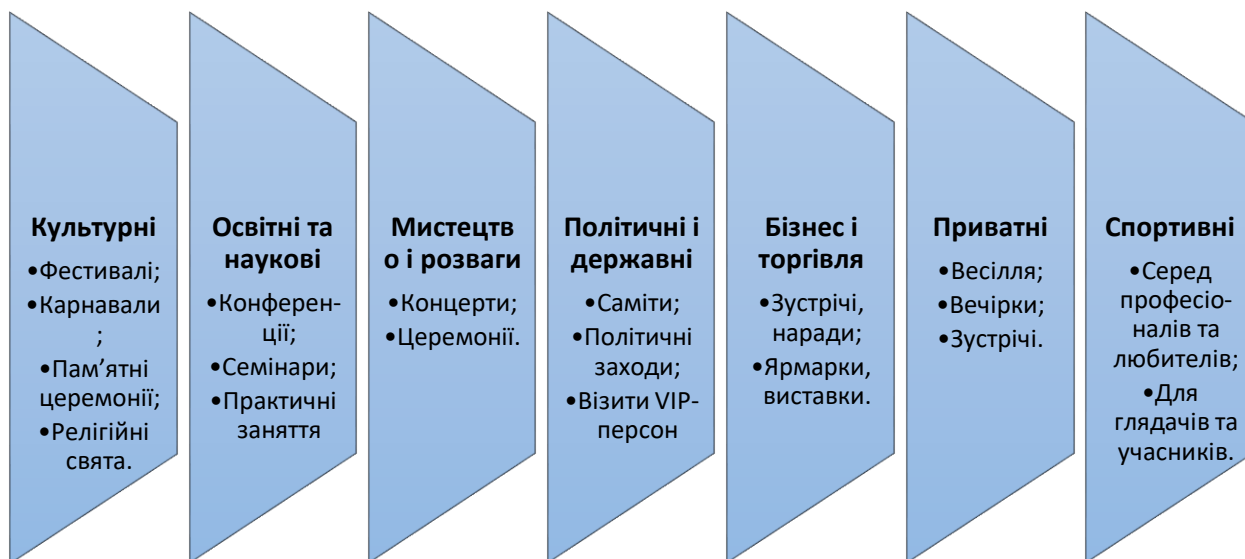 Культурні
•Фестивалі;
•Карнавали
;
•Пам’ятні
церемонії;
•Релігійні
свята.
Освітні та
наукові
•Конферен-
ції;
•Семінари;
•Практичні
заняття
Мистецтв
о і розваги
•Концерти;
•Церемонії.
Політичні і
державні
•Саміти;
•Політичні
заходи;
•Візити VIP-
персон
Бізнес і
торгівля
•Зустрічі,
наради;
•Ярмарки,
виставки.
Приватні
•Весілля;
•Вечірки;
•Зустрічі.
Спортивні
•Серед
професіо-
налів та
любителів;
•Для
глядачів та
учасників.